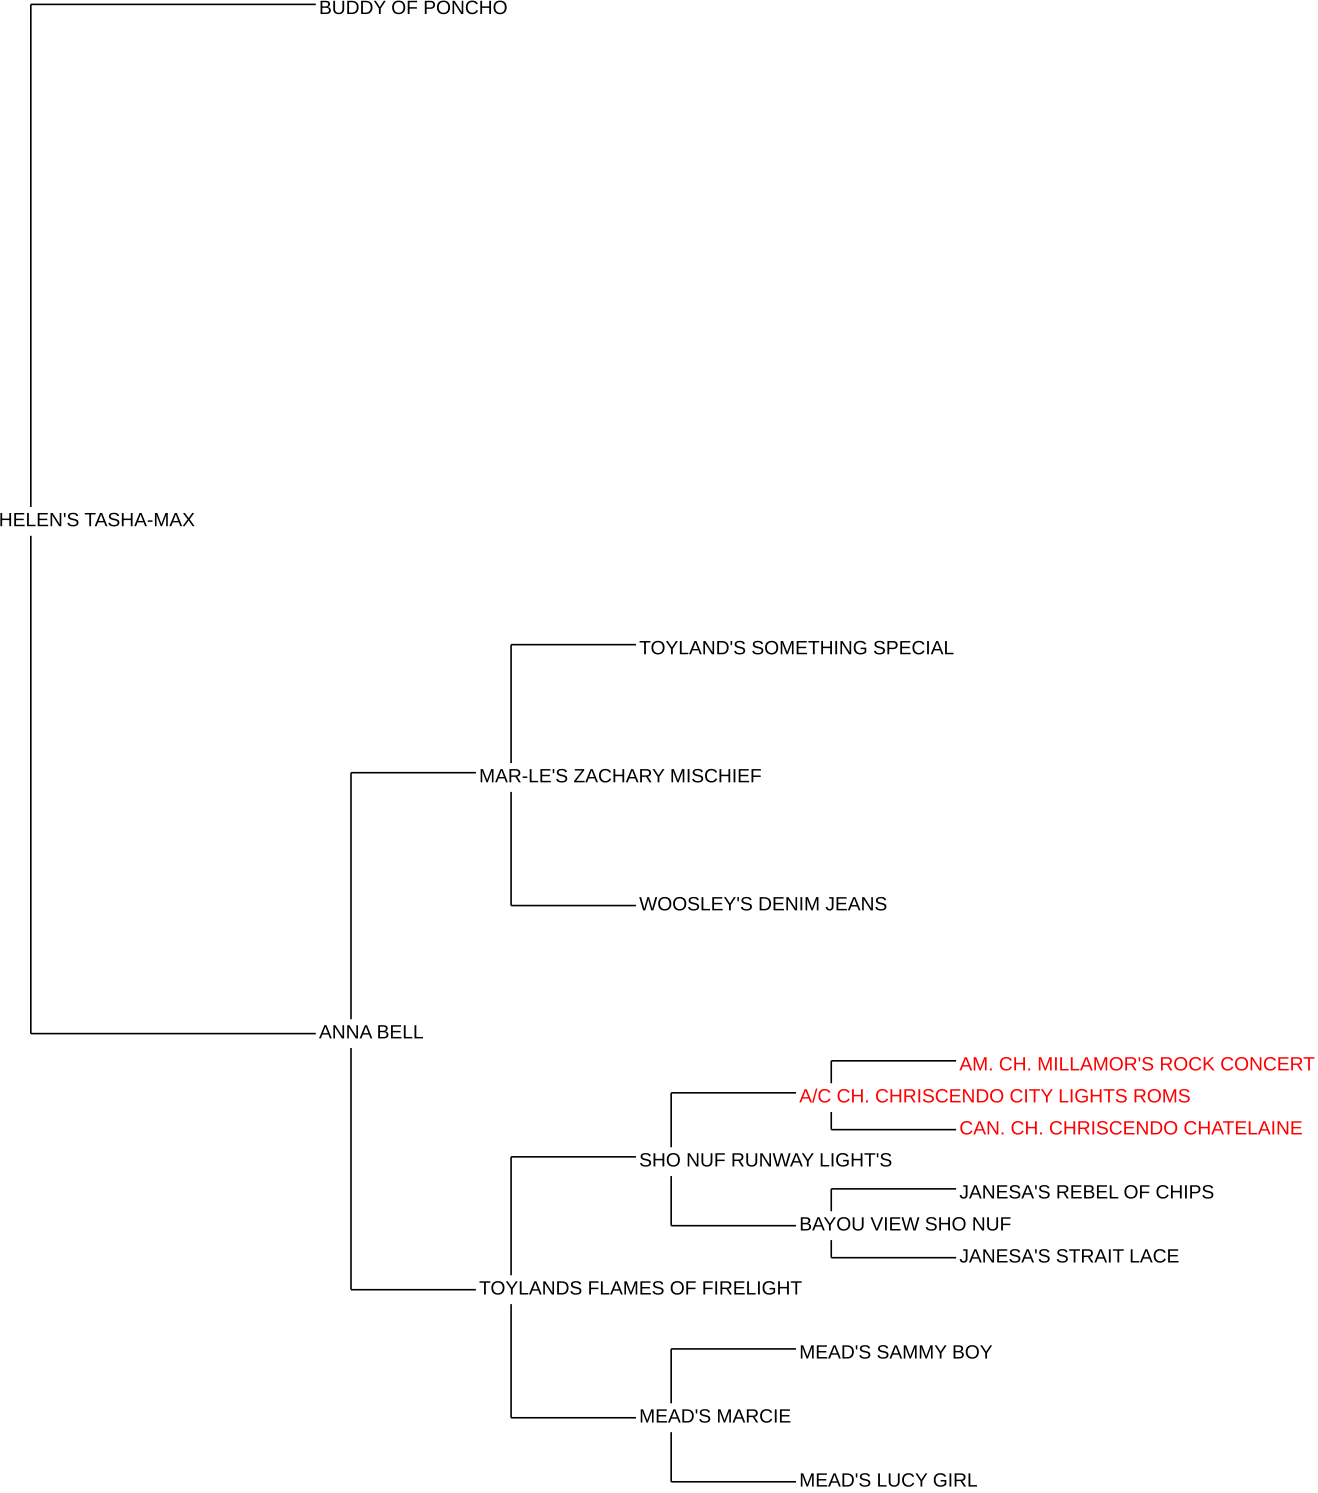 BUDDY OF PONCHO
HELEN'S TASHA-MAX
TOYLAND'S SOMETHING SPECIAL
MAR-LE'S ZACHARY MISCHIEF
WOOSLEY'S DENIM JEANS
ANNA BELL
AM. CH. MILLAMOR'S ROCK CONCERT
A/C CH. CHRISCENDO CITY LIGHTS ROMS
CAN. CH. CHRISCENDO CHATELAINE
SHO NUF RUNWAY LIGHT'S
JANESA'S REBEL OF CHIPS
BAYOU VIEW SHO NUF
JANESA'S STRAIT LACE
TOYLANDS FLAMES OF FIRELIGHT
MEAD'S SAMMY BOY
MEAD'S MARCIE
MEAD'S LUCY GIRL